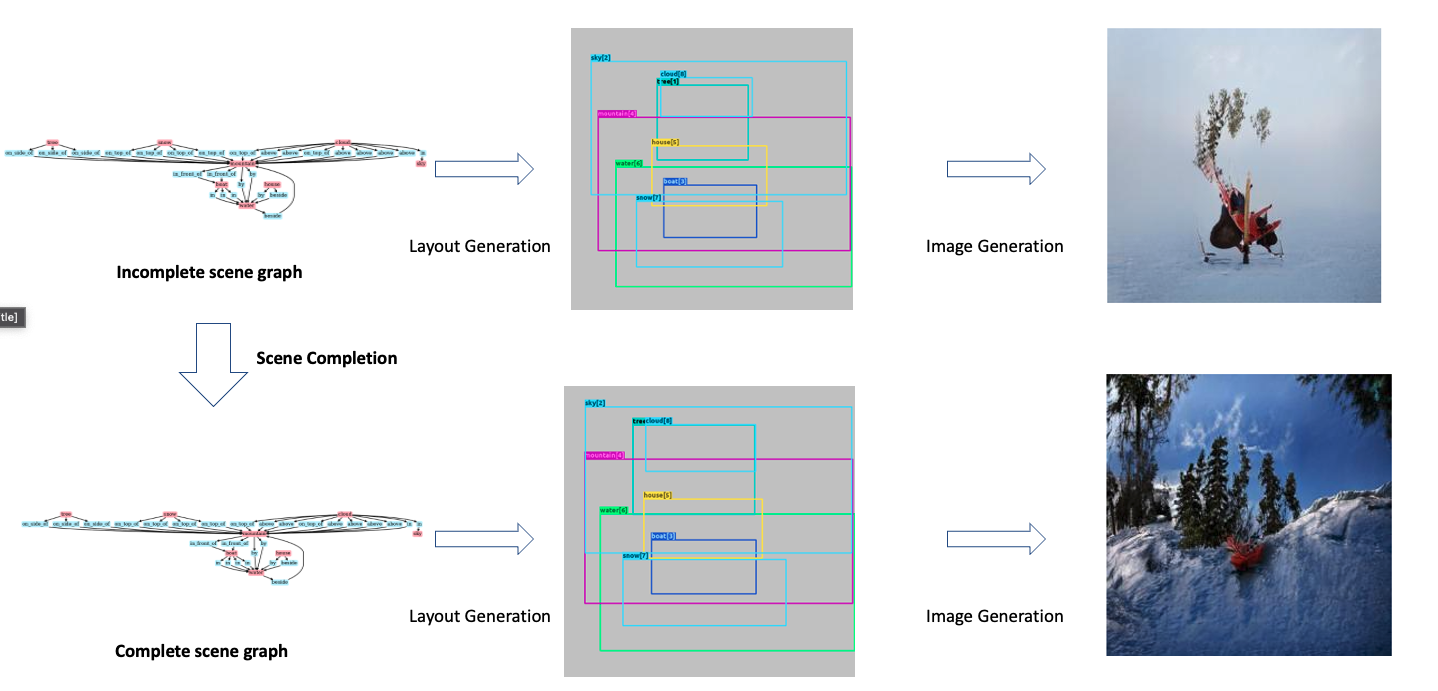 tree
snow
cloud
on_side_of on_side_of on_side_of on_top_of on_top_of on_top_of on_top_of above above on_top_of above above above in
mountain
sky
in_front_of in_front_of by
boat
house
in in in by by beside
water
beside
Incomplete scene graph
Layout Generation
sky[2]
cloud[8]
tree[1]
mountain[4]
house[5]
water[6]
boat[3]
snow[7]
Image Generation
tle]
Scene Completion
tree
snow
cloud
on_side_of on_side_of on_side_of on_top_of on_top_of on_top_of on_top_of above above on_top_of above above above in in
mountain
sky
in_front_of in_front_of by
boat
house
in in in in by by beside
water
beside
Complete scene graph
Layout Generation
sky[2]
cloud[8]
mountain[4]
house[5]
water[6]
boat[3]
snow[7]
Image Generation